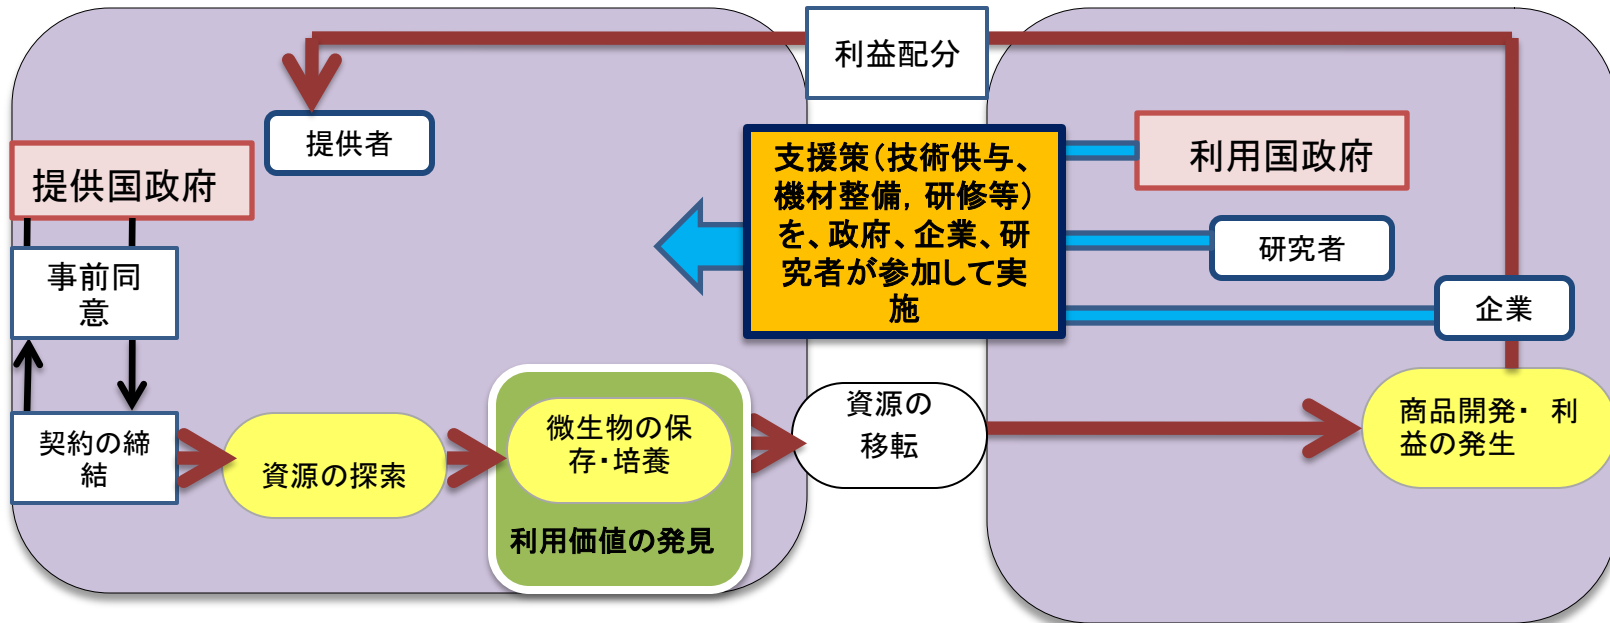 利益配分
提供者
提供国政府
支援策（技術供与、
機材整備，研修等）
を、政府、企業、研
究者が参加して実
施
利用国政府
研究者
事前同
意
企業
契約の締
結
資源の探索
微生物の保
存・培養
利用価値の発見
資源の
移転
商品開発・　利
益の発生